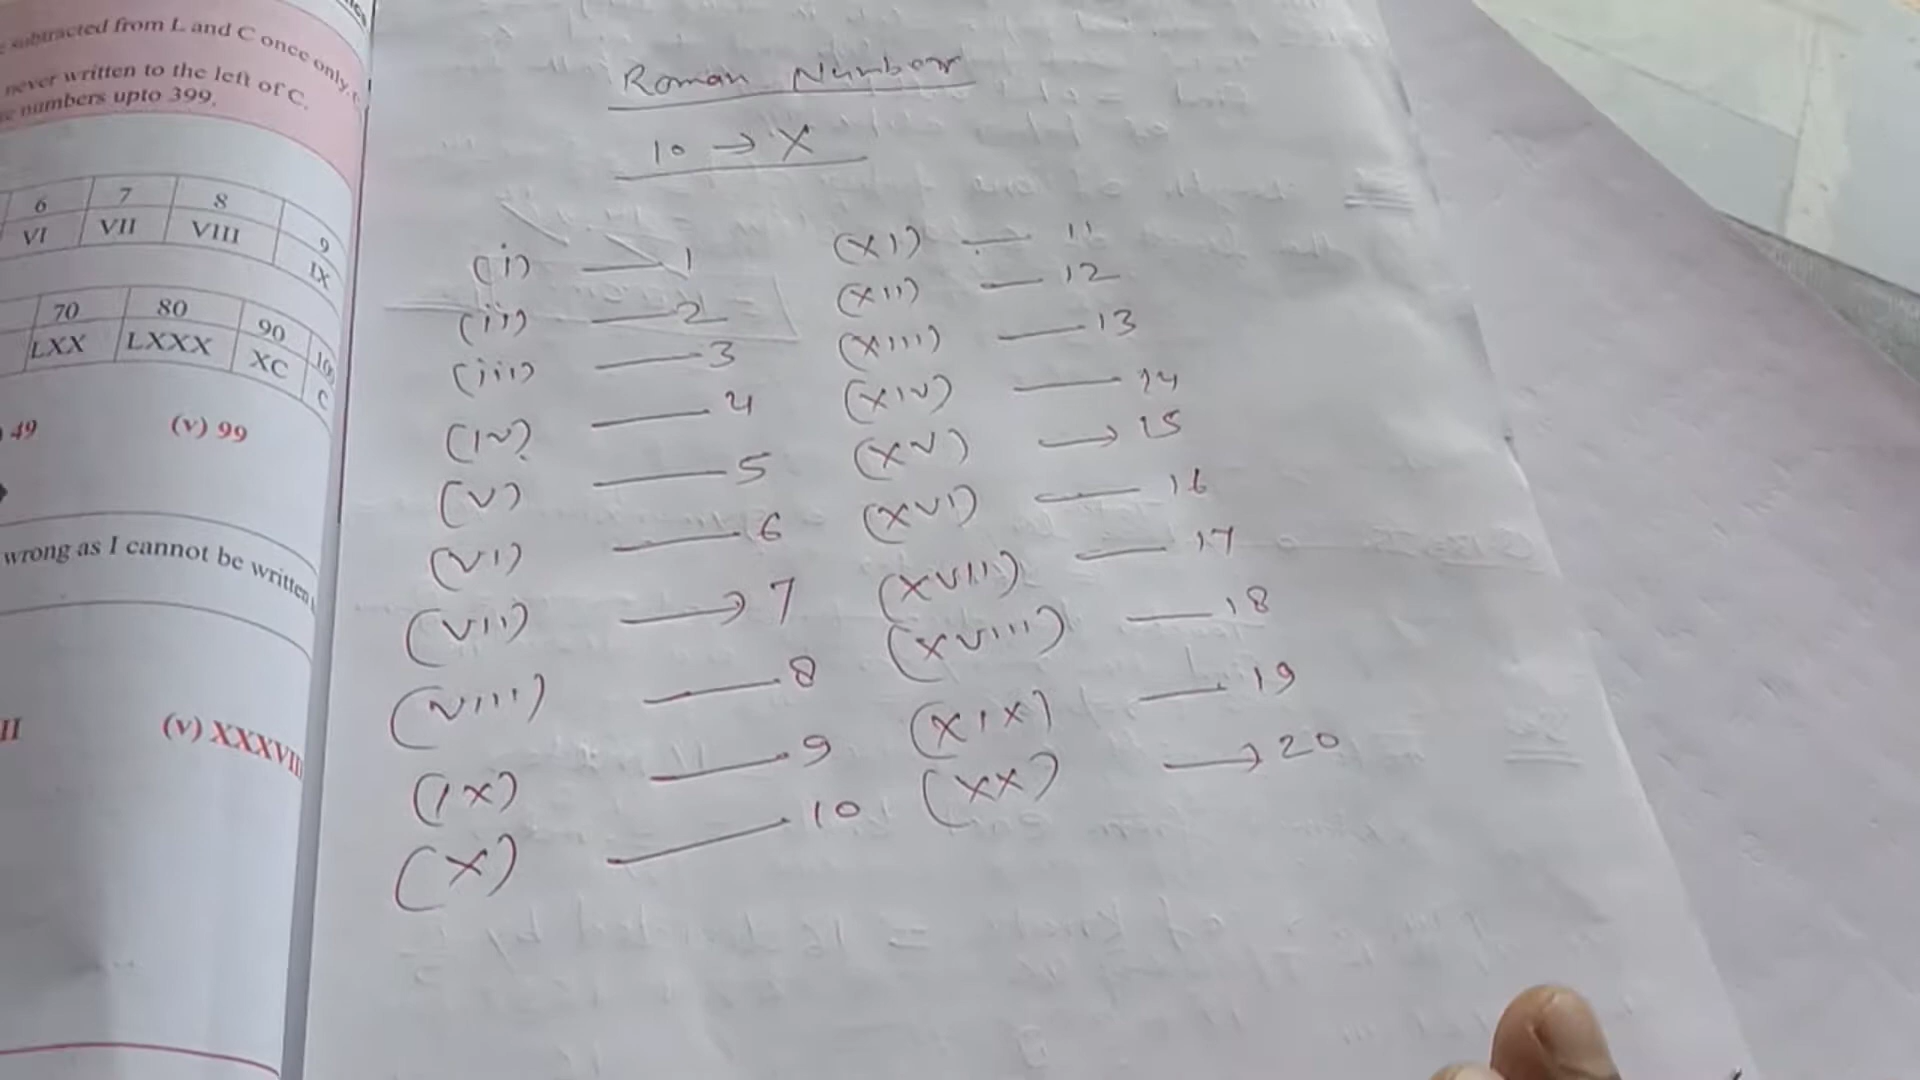 subtracted from L and C once only.
never written to the left of C.
numbers upto 399.
6 7 8 9
VI VII VIII IX
70 80 90 100
LXX LXXX XC C
49 (v) 99
wrong as I cannot be written
II (v) XXXVII
Roman Number
10 → X
(i) — 1
(ii) — 2
(iii) — 3
(iv) — 4
(v) — 5
(vi) — 6
(vii) → 7
(viii) — 8
(ix) — 9
(x) — 10
(xi) — 11
(xii) — 12
(xiii) — 13
(xiv) — 14
(xv) → 15
(xvi) — 16
(xvii) — 17
(xviii) — 18
(xix) — 19
(xx) → 20